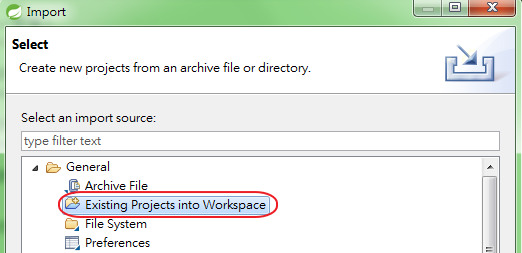 Import
Select
Create new projects from an archive file or directory.
Select an import source:
type filter text
General
Archive File
Existing Projects into Workspace
File System
Preferences